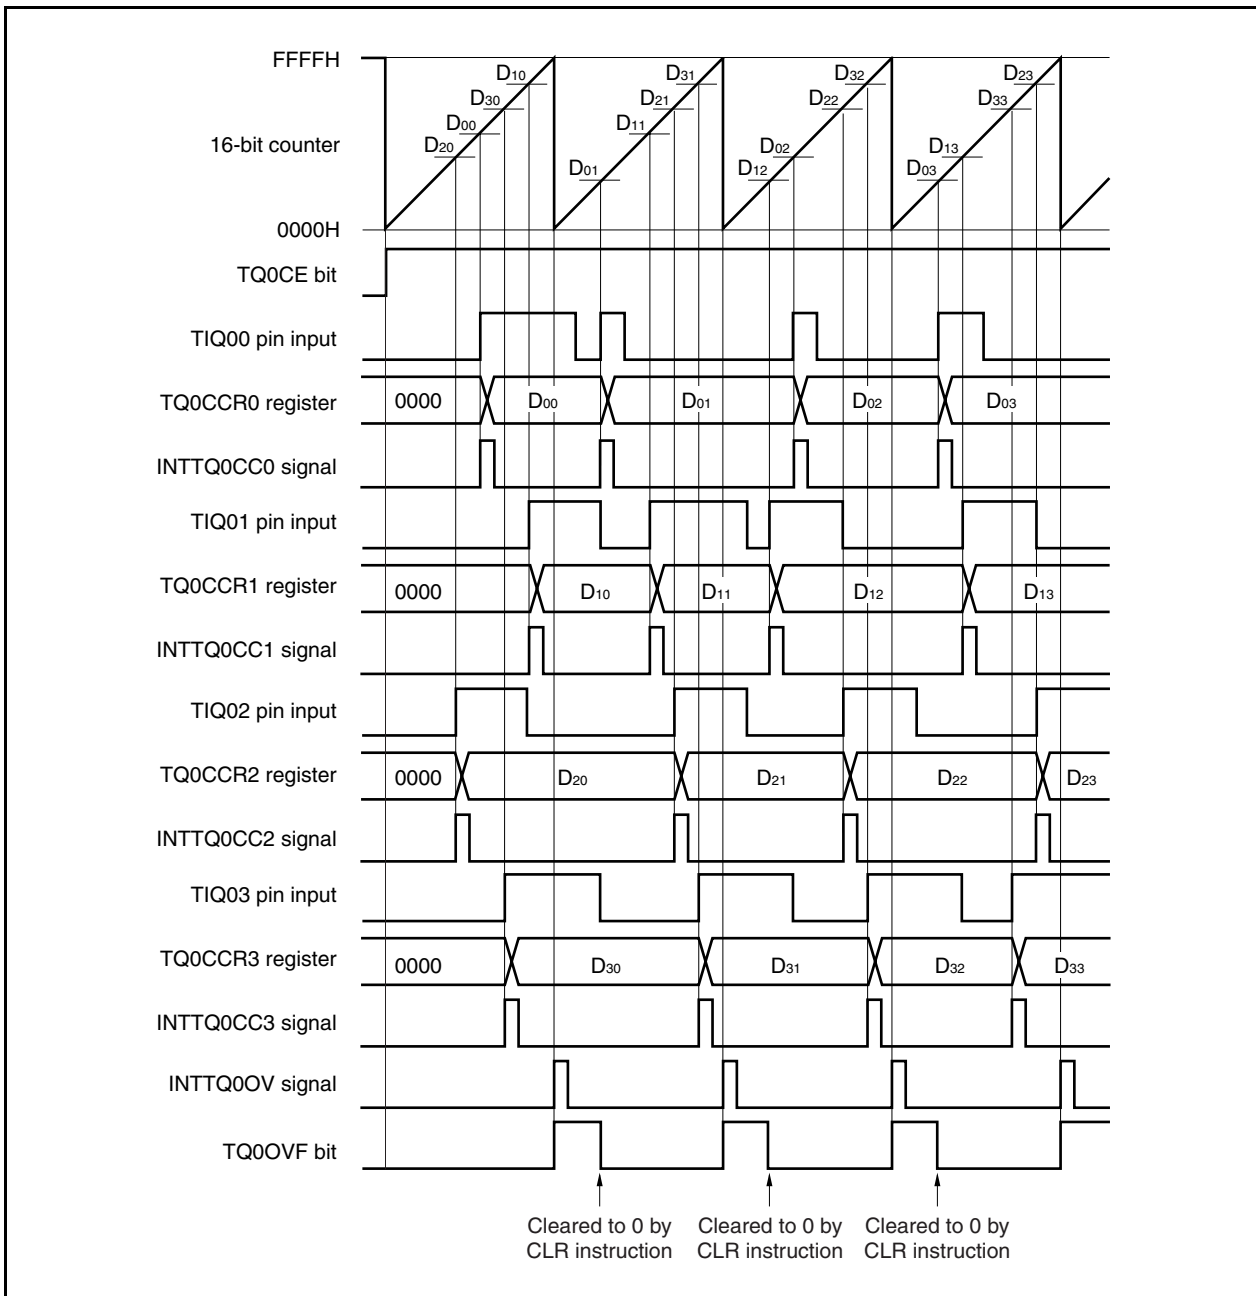 FFFFH
D10
D31
D32
D23
D30
D21
D22
D33
D00
D11
16-bit counter
D20
D02
D13
D01
D12
D03
0000H
TQ0CE bit
TIQ00 pin input
TQ0CCR0 register
0000
D00
D01
D02
D03
INTTQ0CC0 signal
TIQ01 pin input
TQ0CCR1 register
0000
D10
D11
D12
D13
INTTQ0CC1 signal
TIQ02 pin input
TQ0CCR2 register
0000
D20
D21
D22
D23
INTTQ0CC2 signal
TIQ03 pin input
TQ0CCR3 register
0000
D30
D31
D32
D33
INTTQ0CC3 signal
INTTQ0OV signal
TQ0OVF bit
Cleared to 0 by
CLR instruction
Cleared to 0 by
CLR instruction
Cleared to 0 by
CLR instruction